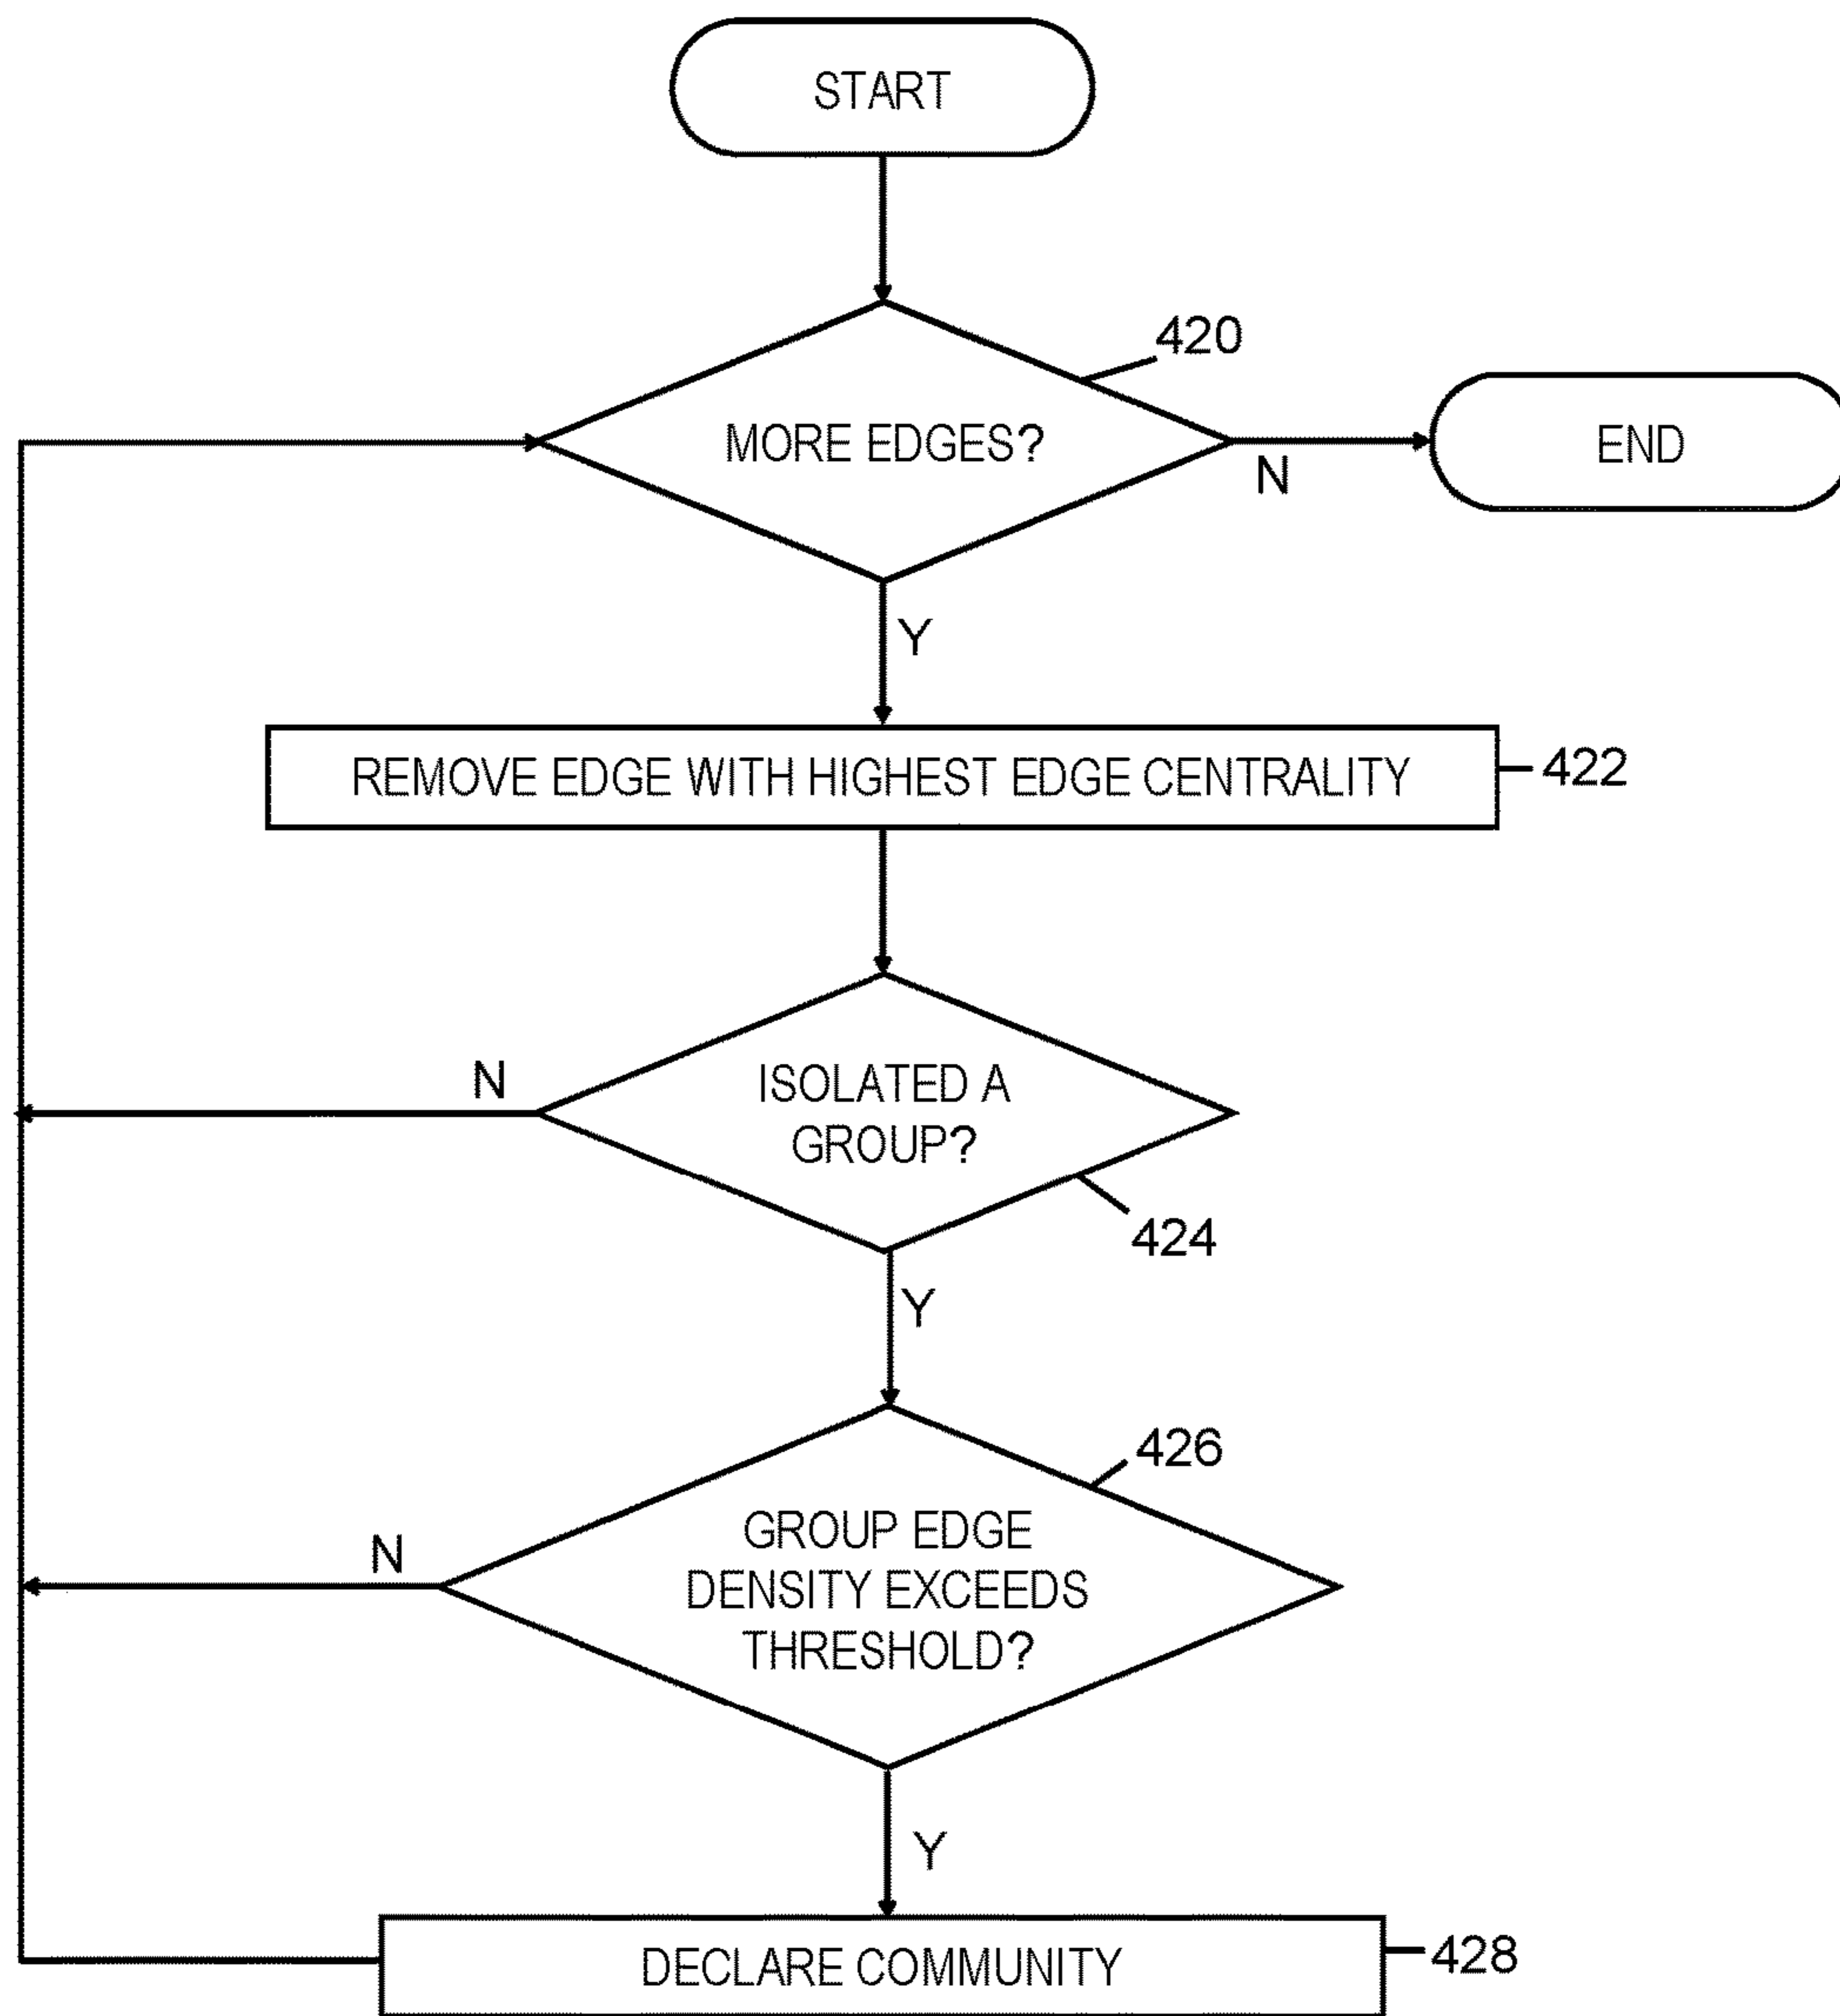 START
420
MORE EDGES?
N
END
Y
REMOVE EDGE WITH HIGHEST EDGE CENTRALITY
422
N
ISOLATED A
GROUP?
424
Y
426
N
GROUP EDGE
DENSITY EXCEEDS
THRESHOLD?
Y
DECLARE COMMUNITY
428